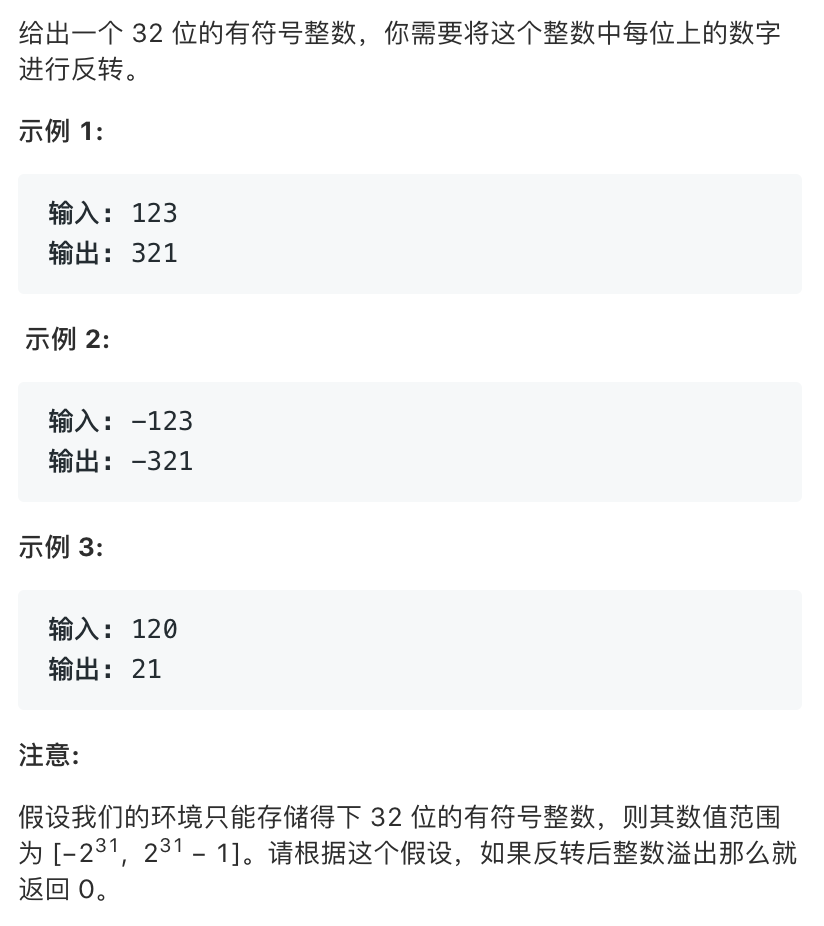 给出一个 32 位的有符号整数，你需要将这个整数中每位上的数字
进行反转。
示例 1:
输入: 123
输出: 321
示例 2:
输入: -123
输出: -321
示例 3:
输入: 120
输出: 21
注意:
假设我们的环境只能存储得下 32 位的有符号整数，则其数值范围
为 [−2³¹, 2³¹ − 1]。请根据这个假设，如果反转后整数溢出那么就
返回 0。